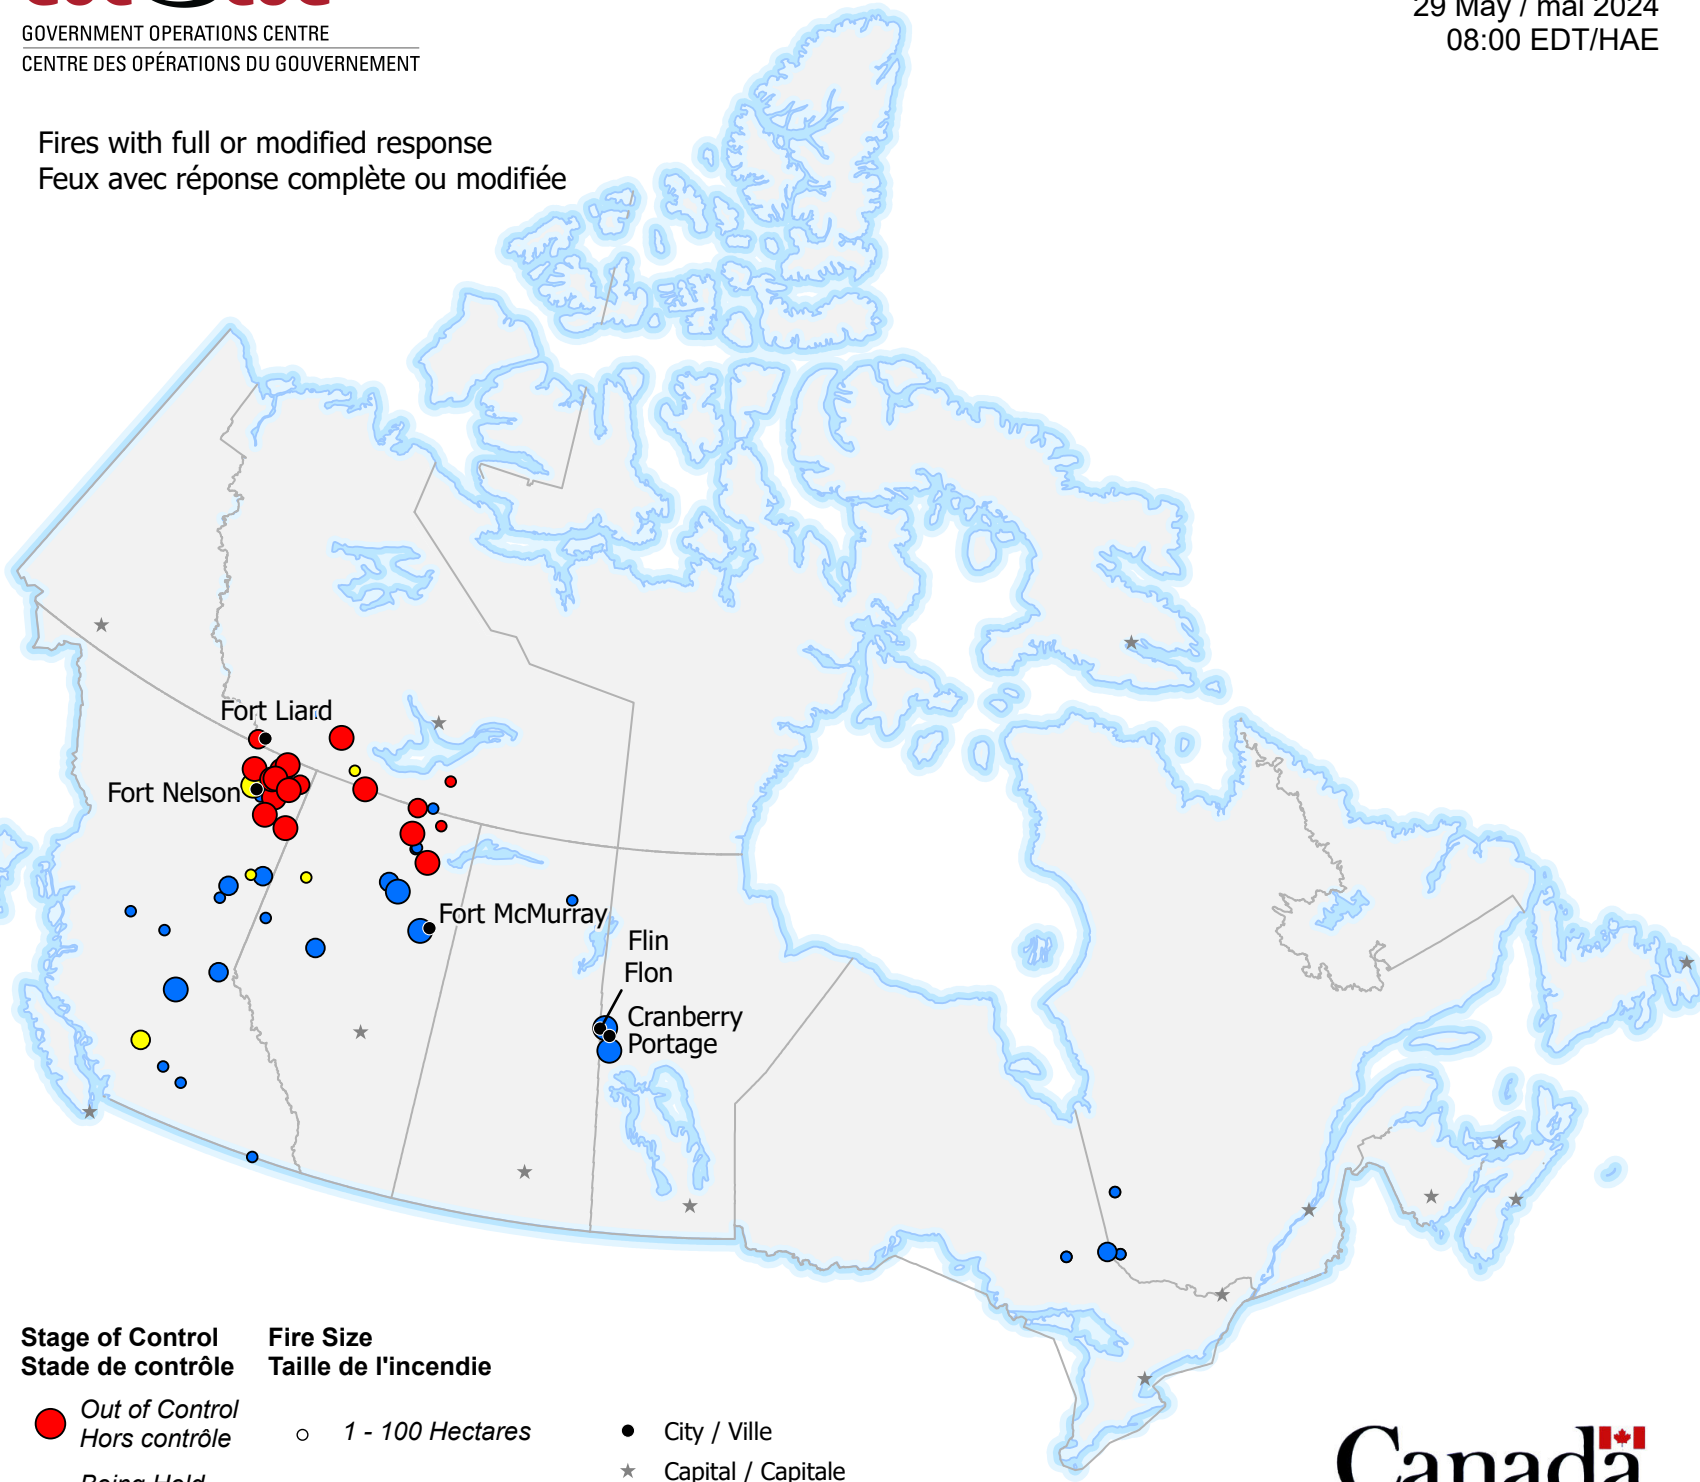 GOVERNMENT OPERATIONS CENTRE
CENTRE DES OPÉRATIONS DU GOUVERNEMENT
29 May / mai 2024
08:00 EDT/HAE
Fires with full or modified response
Feux avec réponse complète ou modifiée
Fort Liard
Fort Nelson
Fort McMurray
Flin
Flon
Cranberry
Portage
Stage of Control
Stade de contrôle
Fire Size
Taille de l'incendie
Out of Control
Hors contrôle
1 - 100 Hectares
City / Ville
Capital / Capitale
Being Held
Canada